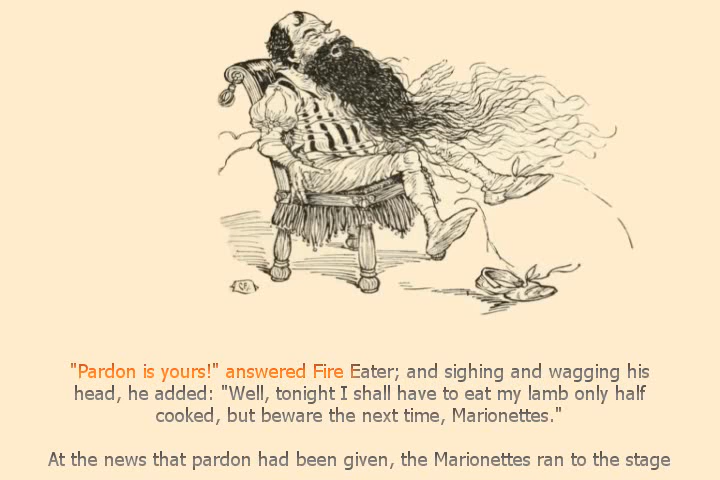 "Pardon is yours!" answered Fire Eater; and sighing and wagging his
head, he added: "Well, tonight I shall have to eat my lamb only half
cooked, but beware the next time, Marionettes."
At the news that pardon had been given, the Marionettes ran to the stage